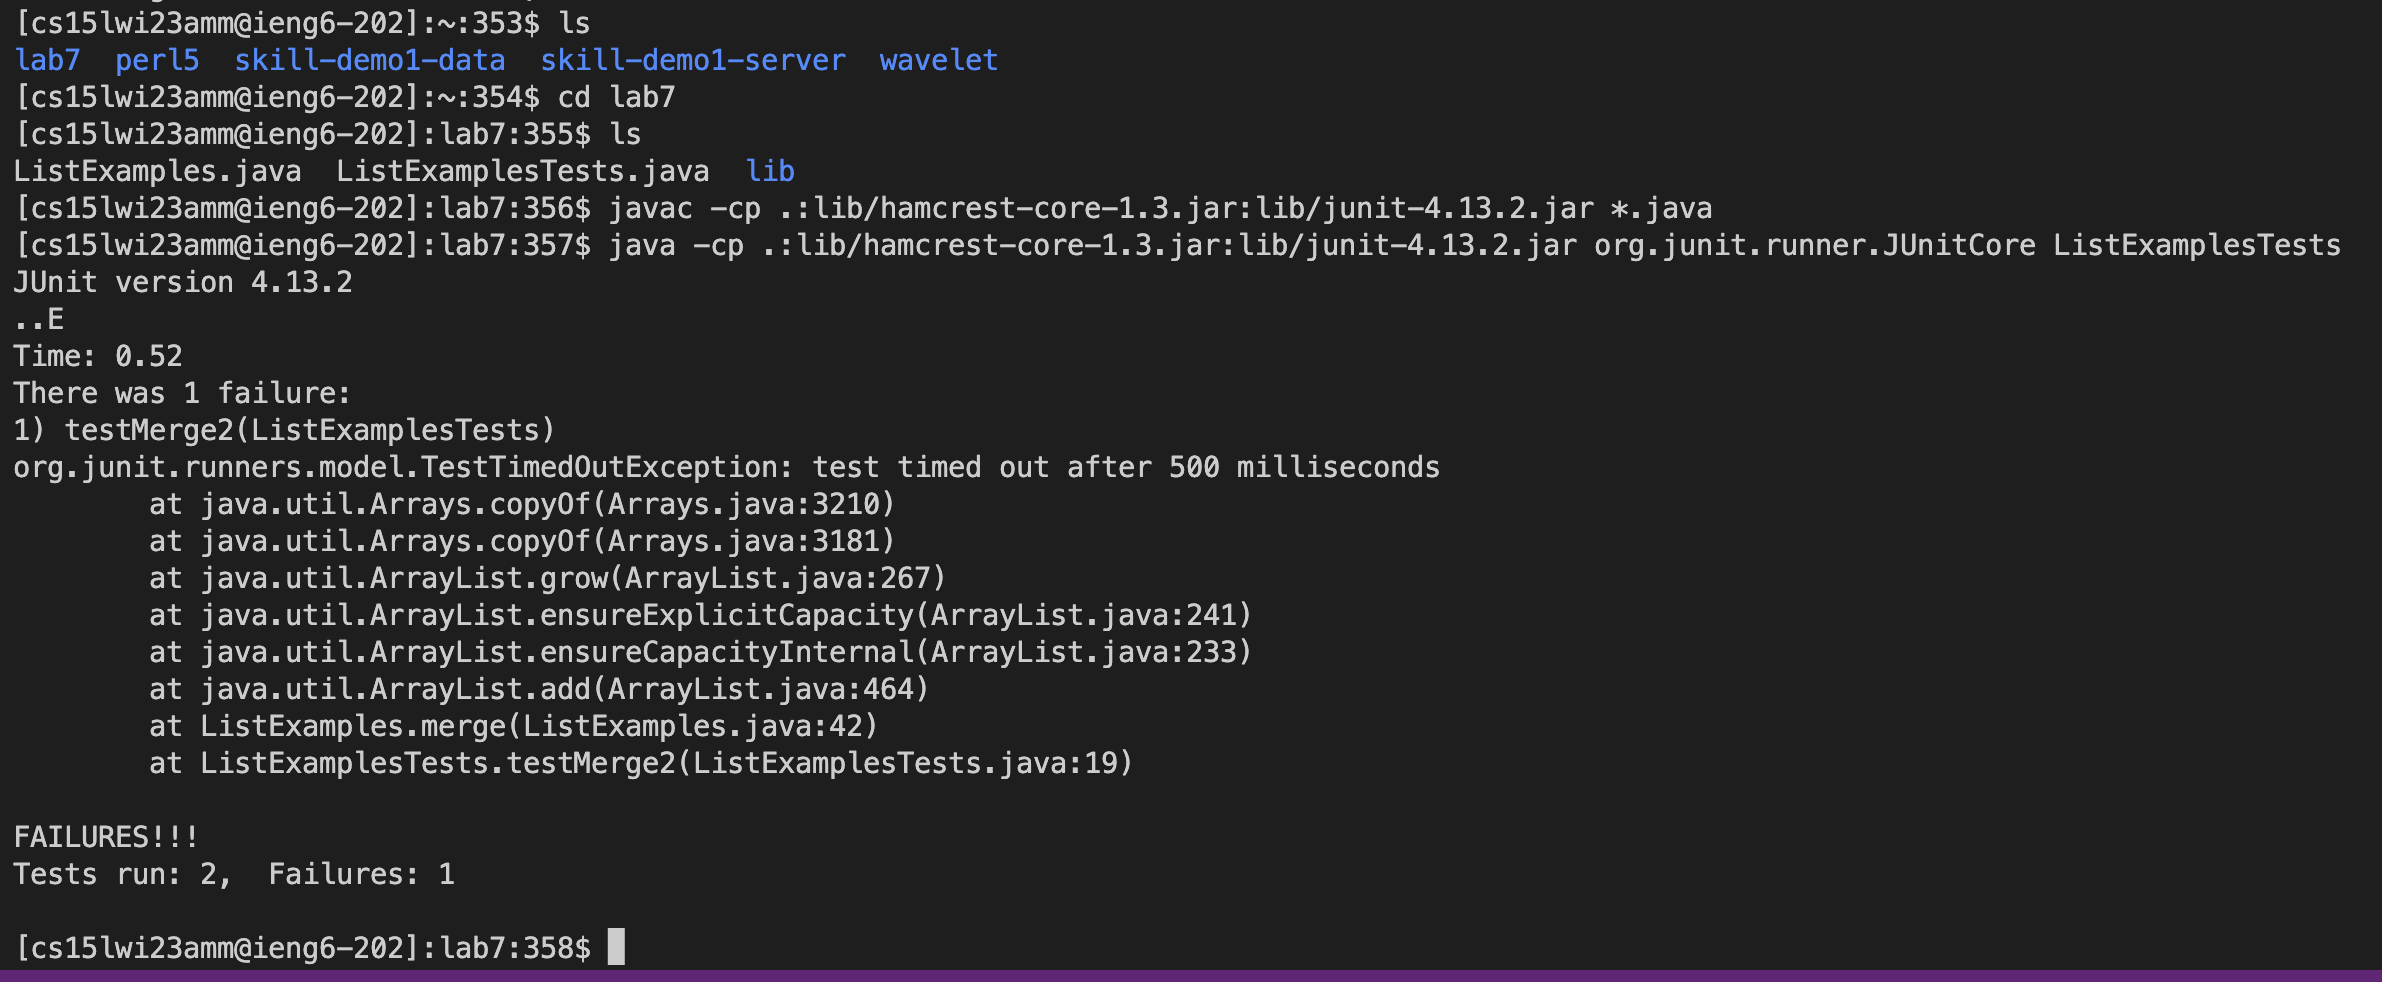 [cs15lwi23amm@ieng6-202]:~:353$ ls
lab7  perl5  skill-demo1-data  skill-demo1-server  wavelet
[cs15lwi23amm@ieng6-202]:~:354$ cd lab7
[cs15lwi23amm@ieng6-202]:lab7:355$ ls
ListExamples.java  ListExamplesTests.java  lib
[cs15lwi23amm@ieng6-202]:lab7:356$ javac -cp .:lib/hamcrest-core-1.3.jar:lib/junit-4.13.2.jar *.java
[cs15lwi23amm@ieng6-202]:lab7:357$ java -cp .:lib/hamcrest-core-1.3.jar:lib/junit-4.13.2.jar org.junit.runner.JUnitCore ListExamplesTests
JUnit version 4.13.2
..E
Time: 0.52
There was 1 failure:
1) testMerge2(ListExamplesTests)
org.junit.runners.model.TestTimedOutException: test timed out after 500 milliseconds
        at java.util.Arrays.copyOf(Arrays.java:3210)
        at java.util.Arrays.copyOf(Arrays.java:3181)
        at java.util.ArrayList.grow(ArrayList.java:267)
        at java.util.ArrayList.ensureExplicitCapacity(ArrayList.java:241)
        at java.util.ArrayList.ensureCapacityInternal(ArrayList.java:233)
        at java.util.ArrayList.add(ArrayList.java:464)
        at ListExamples.merge(ListExamples.java:42)
        at ListExamplesTests.testMerge2(ListExamplesTests.java:19)

FAILURES!!!
Tests run: 2,  Failures: 1

[cs15lwi23amm@ieng6-202]:lab7:358$